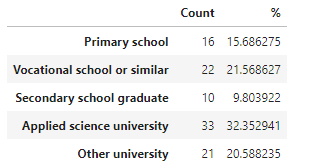 Count %
Primary school 16 15.686275
Vocational school or similar 22 21.568627
Secondary school graduate 10 9.803922
Applied science university 33 32.352941
Other university 21 20.588235